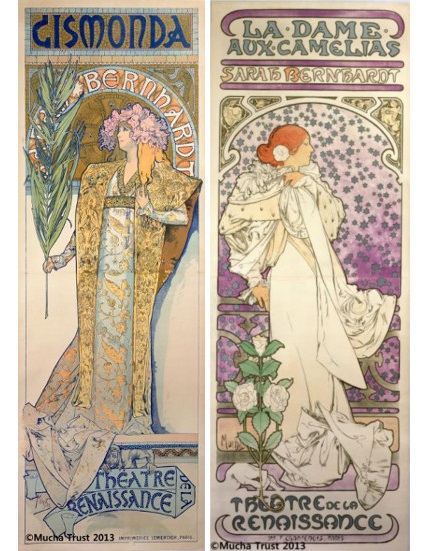 GISMONDA
BERNHARDT
THEATRE
DE LA
RENAISSANCE
©Mucha Trust 2013
LA·DAME·
AUX·CAMELIAS
SARAH BERNHARDT
THEATRE DE LA
RENAISSANCE
©Mucha Trust 2013